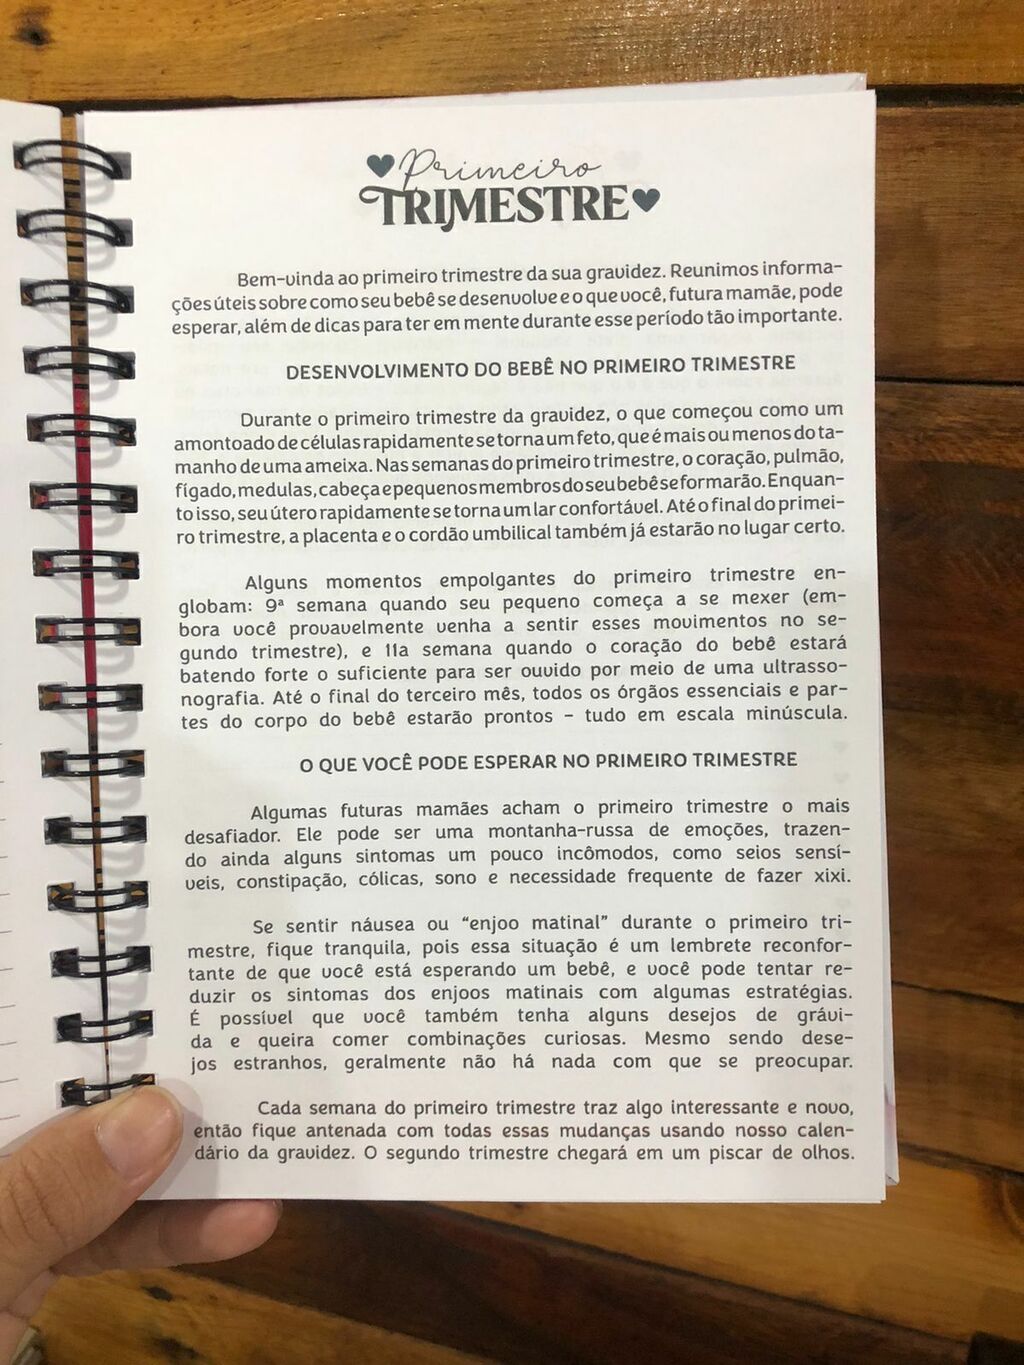 Primeiro
TRIMESTRE
Bem-vinda ao primeiro trimestre da sua gravidez. Reunimos informa-
ções úteis sobre como seu bebê se desenvolve e o que você, futura mamãe, pode
esperar, além de dicas para ter em mente durante esse período tão importante.
DESENVOLVIMENTO DO BEBÊ NO PRIMEIRO TRIMESTRE
Durante o primeiro trimestre da gravidez, o que começou como um
amontoado de células rapidamente se torna um feto, que é mais ou menos do ta-
manho de uma ameixa. Nas semanas do primeiro trimestre, o coração, pulmão,
fígado, medulas, cabeça e pequenos membros do seu bebê se formarão. Enquan-
to isso, seu útero rapidamente se torna um lar confortável. Até o final do primei-
ro trimestre, a placenta e o cordão umbilical também já estarão no lugar certo.
Alguns momentos empolgantes do primeiro trimestre en-
globam: 9ª semana quando seu pequeno começa a se mexer (em-
bora você provavelmente venha a sentir esses movimentos no se-
gundo trimestre), e 11a semana quando o coração do bebê estará
batendo forte o suficiente para ser ouvido por meio de uma ultrasso-
nografia. Até o final do terceiro mês, todos os órgãos essenciais e par-
tes do corpo do bebê estarão prontos – tudo em escala minúscula.
O QUE VOCÊ PODE ESPERAR NO PRIMEIRO TRIMESTRE
Algumas futuras mamães acham o primeiro trimestre o mais
desafiador. Ele pode ser uma montanha-russa de emoções, trazen-
do ainda alguns sintomas um pouco incômodos, como seios sensí-
veis, constipação, cólicas, sono e necessidade frequente de fazer xixi.
Se sentir náusea ou “enjoo matinal” durante o primeiro tri-
mestre, fique tranquila, pois essa situação é um lembrete reconfor-
tante de que você está esperando um bebê, e você pode tentar re-
duzir os sintomas dos enjoos matinais com algumas estratégias.
É possível que você também tenha alguns desejos de grávi-
da e queira comer combinações curiosas. Mesmo sendo dese-
jos estranhos, geralmente não há nada com que se preocupar.
Cada semana do primeiro trimestre traz algo interessante e novo,
então fique antenada com todas essas mudanças usando nosso calen-
dário da gravidez. O segundo trimestre chegará em um piscar de olhos.